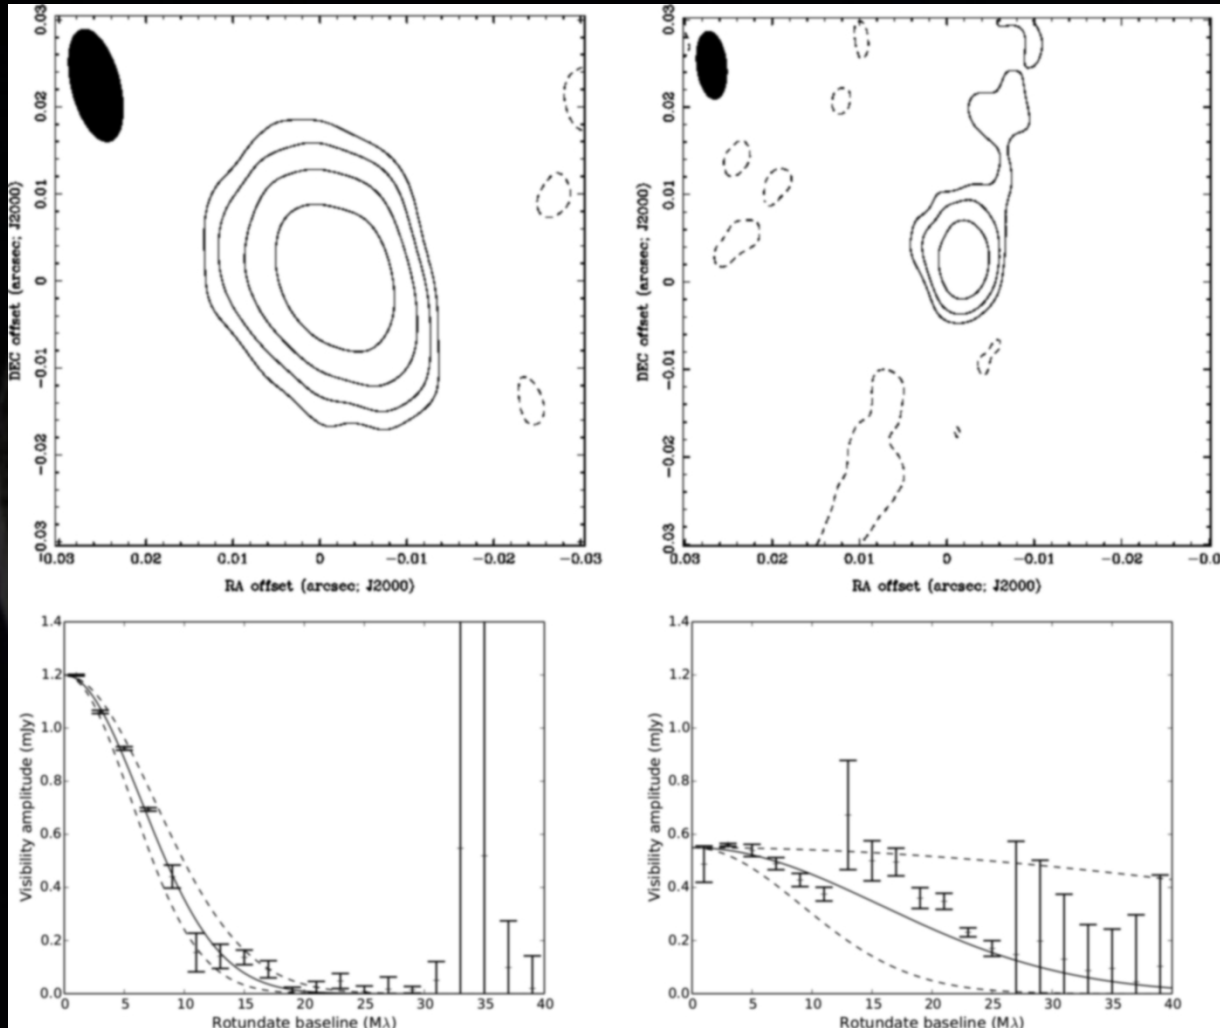 0.03
0.02
0.01
0
−0.01
−0.02
−0.03
DEC offset (arcsec; J2000)
0.03 0.02 0.01 0 −0.01 −0.02 −0.03
RA offset (arcsec; J2000)
0.03
0.02
0.01
0
−0.01
−0.02
−0.03
DEC offset (arcsec; J2000)
0.03 0.02 0.01 0 −0.01 −0.02 −0.0
RA offset (arcsec; J2000)
1.4
1.2
1.0
0.8
0.6
0.4
0.2
0.0
Visibility amplitude (mJy)
0 5 10 15 20 25 30 35 40
Rotundate baseline (Mλ)
1.4
1.2
1.0
0.8
0.6
0.4
0.2
0.0
Visibility amplitude (mJy)
0 5 10 15 20 25 30 35 40
Rotundate baseline (Mλ)